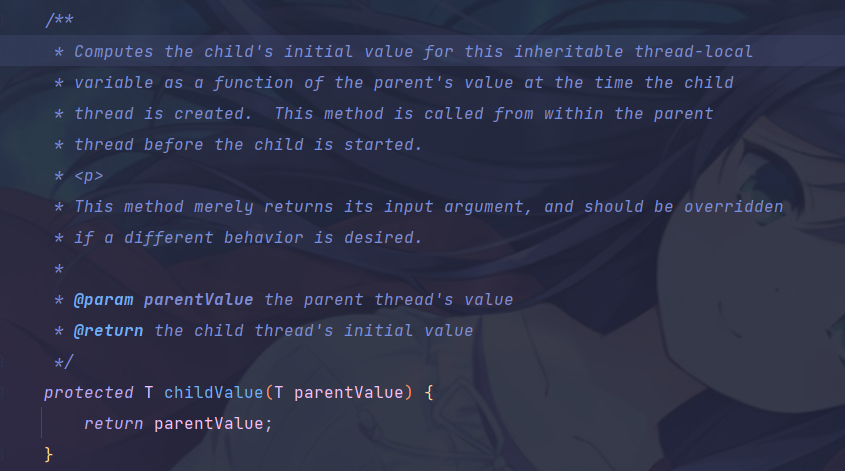 /**
 * Computes the child's initial value for this inheritable thread-local
 * variable as a function of the parent's value at the time the child
 * thread is created.  This method is called from within the parent
 * thread before the child is started.
 * <p>
 * This method merely returns its input argument, and should be overridden
 * if a different behavior is desired.
 *
 * @param parentValue the parent thread's value
 * @return the child thread's initial value
 */
protected T childValue(T parentValue) {
    return parentValue;
}